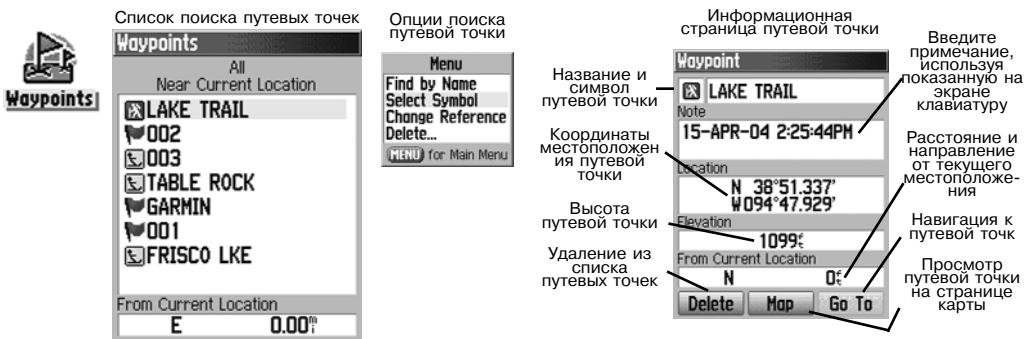 Waypoints
Список поиска путевых точек
Waypoints
All
Near Current Location
LAKE TRAIL
002
003
TABLE ROCK
GARMIN
001
FRISCO LKE
From Current Location
E 0.00mi
Опции поиска
путевой точки
Menu
Find by Name
Select Symbol
Change Reference
Delete...
MENU for Main Menu
Информационная
страница путевой точки
Название и
символ
путевой точки
Координаты
местоположен
ия путевой
точки
Высота
путевой точки
Удаление из
списка
путевых точек
Waypoint
LAKE TRAIL
Note
15-APR-04 2:25:44PM
Location
N 38°51.337'
W094°47.929'
Elevation
1099ft
From Current Location
N 0ft
Delete Map Go To
Введите
примечание,
используя
показанную на
экране
клавиатуру
Расстояние и
направление
от текущего
местоположе-
ния
Навигация к
путевой точк
Просмотр
путевой точки
на странице
карты